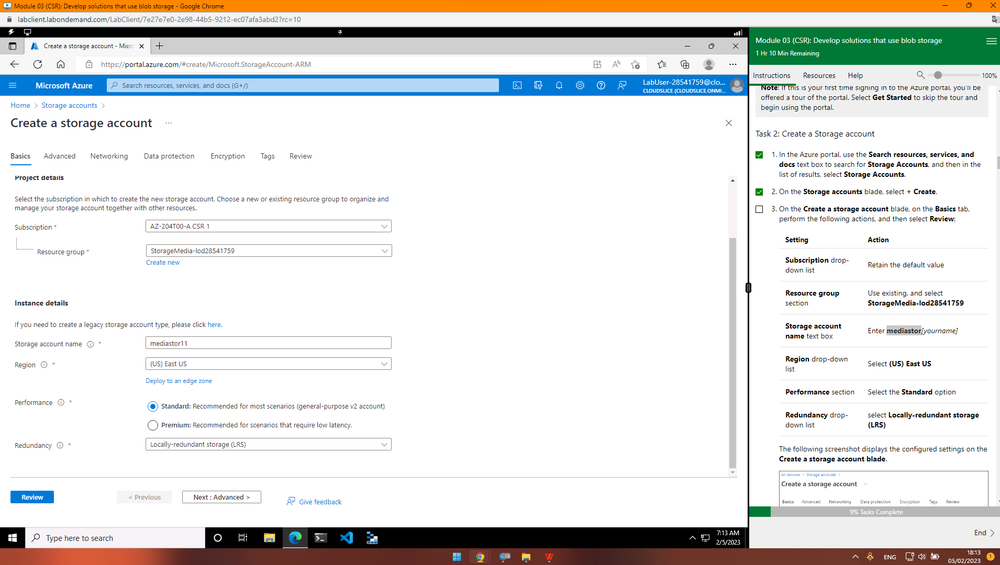 Module 03 (CSR): Develop solutions that use blob storage - Google Chrome
labclient.labondemand.com/LabClient/7e27e7e0-2e98-44b5-9212-ec07afa3abd2?rc=10
Create a storage account - Micro
https://portal.azure.com/#create/Microsoft.StorageAccount-ARM
Microsoft Azure
Search resources, services, and docs (G+/)
LabUser-28541759@clo...
CLOUDSLICE (CLOUDSLICE.ONMI...
Home > Storage accounts >
Create a storage account ...
Basics Advanced Networking Data protection Encryption Tags Review
Project details
Select the subscription in which to create the new storage account. Choose a new or existing resource group to organize and
manage your storage account together with other resources.
Subscription *
AZ-204T00-A CSR 1
Resource group *
StorageMedia-lod28541759
Create new
Instance details
If you need to create a legacy storage account type, please click here.
Storage account name *
mediastor11
Region *
(US) East US
Deploy to an edge zone
Performance *
Standard: Recommended for most scenarios (general-purpose v2 account)
Premium: Recommended for scenarios that require low latency.
Redundancy *
Locally-redundant storage (LRS)
Review
< Previous
Next : Advanced >
Give feedback
Type here to search
7:13 AM
2/5/2023
Module 03 (CSR): Develop solutions that use blob storage
1 Hr 10 Min Remaining
Instructions Resources Help
100%
Note: If this is your first time signing in to the Azure portal, you'll be
offered a tour of the portal. Select Get Started to skip the tour and
begin using the portal.
Task 2: Create a Storage account
1. In the Azure portal, use the Search resources, services, and
docs text box to search for Storage Accounts, and then in the
list of results, select Storage Accounts.
2. On the Storage accounts blade, select + Create.
3. On the Create a storage account blade, on the Basics tab,
perform the following actions, and then select Review:
Setting Action
Subscription drop-
down list
Retain the default value
Resource group
section
Use existing, and select
StorageMedia-lod28541759
Storage account
name text box
Enter mediastor[yourname]
Region drop-down
list
Select (US) East US
Performance section
Select the Standard option
Redundancy drop-
down list
select Locally-redundant storage
(LRS)
The following screenshot displays the configured settings on the
Create a storage account blade.
All services > Storage accounts >
Create a storage account ...
Basics Advanced Networking Data protection Encryption Tags Review
9% Tasks Complete
End >
18
ENG
18:13
05/02/2023
1